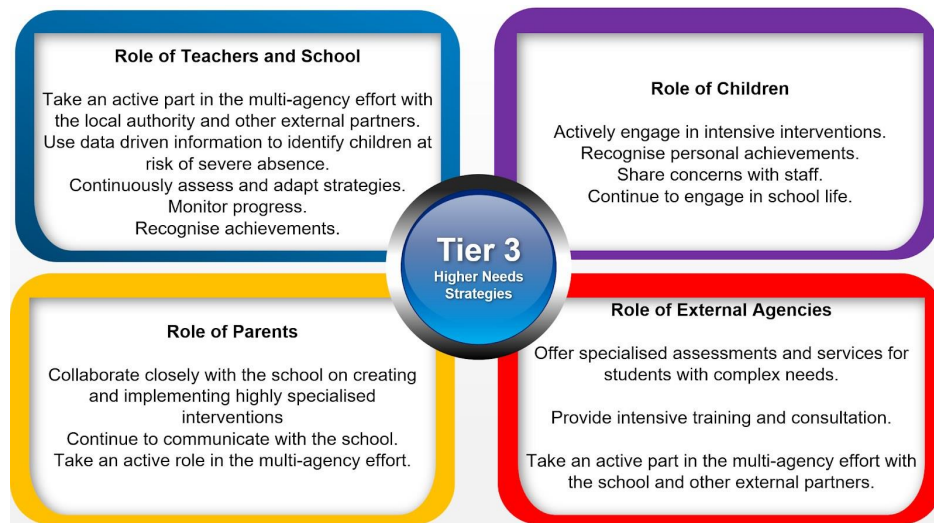 Role of Teachers and School
Take an active part in the multi-agency effort with
the local authority and other external partners.
Use data driven information to identify children at
risk of severe absence.
Continuously assess and adapt strategies.
Monitor progress.
Recognise achievements.
Role of Children
Actively engage in intensive interventions.
Recognise personal achievements.
Share concerns with staff.
Continue to engage in school life.
Tier 3
Higher Needs
Strategies
Role of Parents
Collaborate closely with the school on creating
and implementing highly specialised
interventions
Continue to communicate with the school.
Take an active role in the multi-agency effort.
Role of External Agencies
Offer specialised assessments and services for
students with complex needs.
Provide intensive training and consultation.
Take an active part in the multi-agency effort with
the school and other external partners.